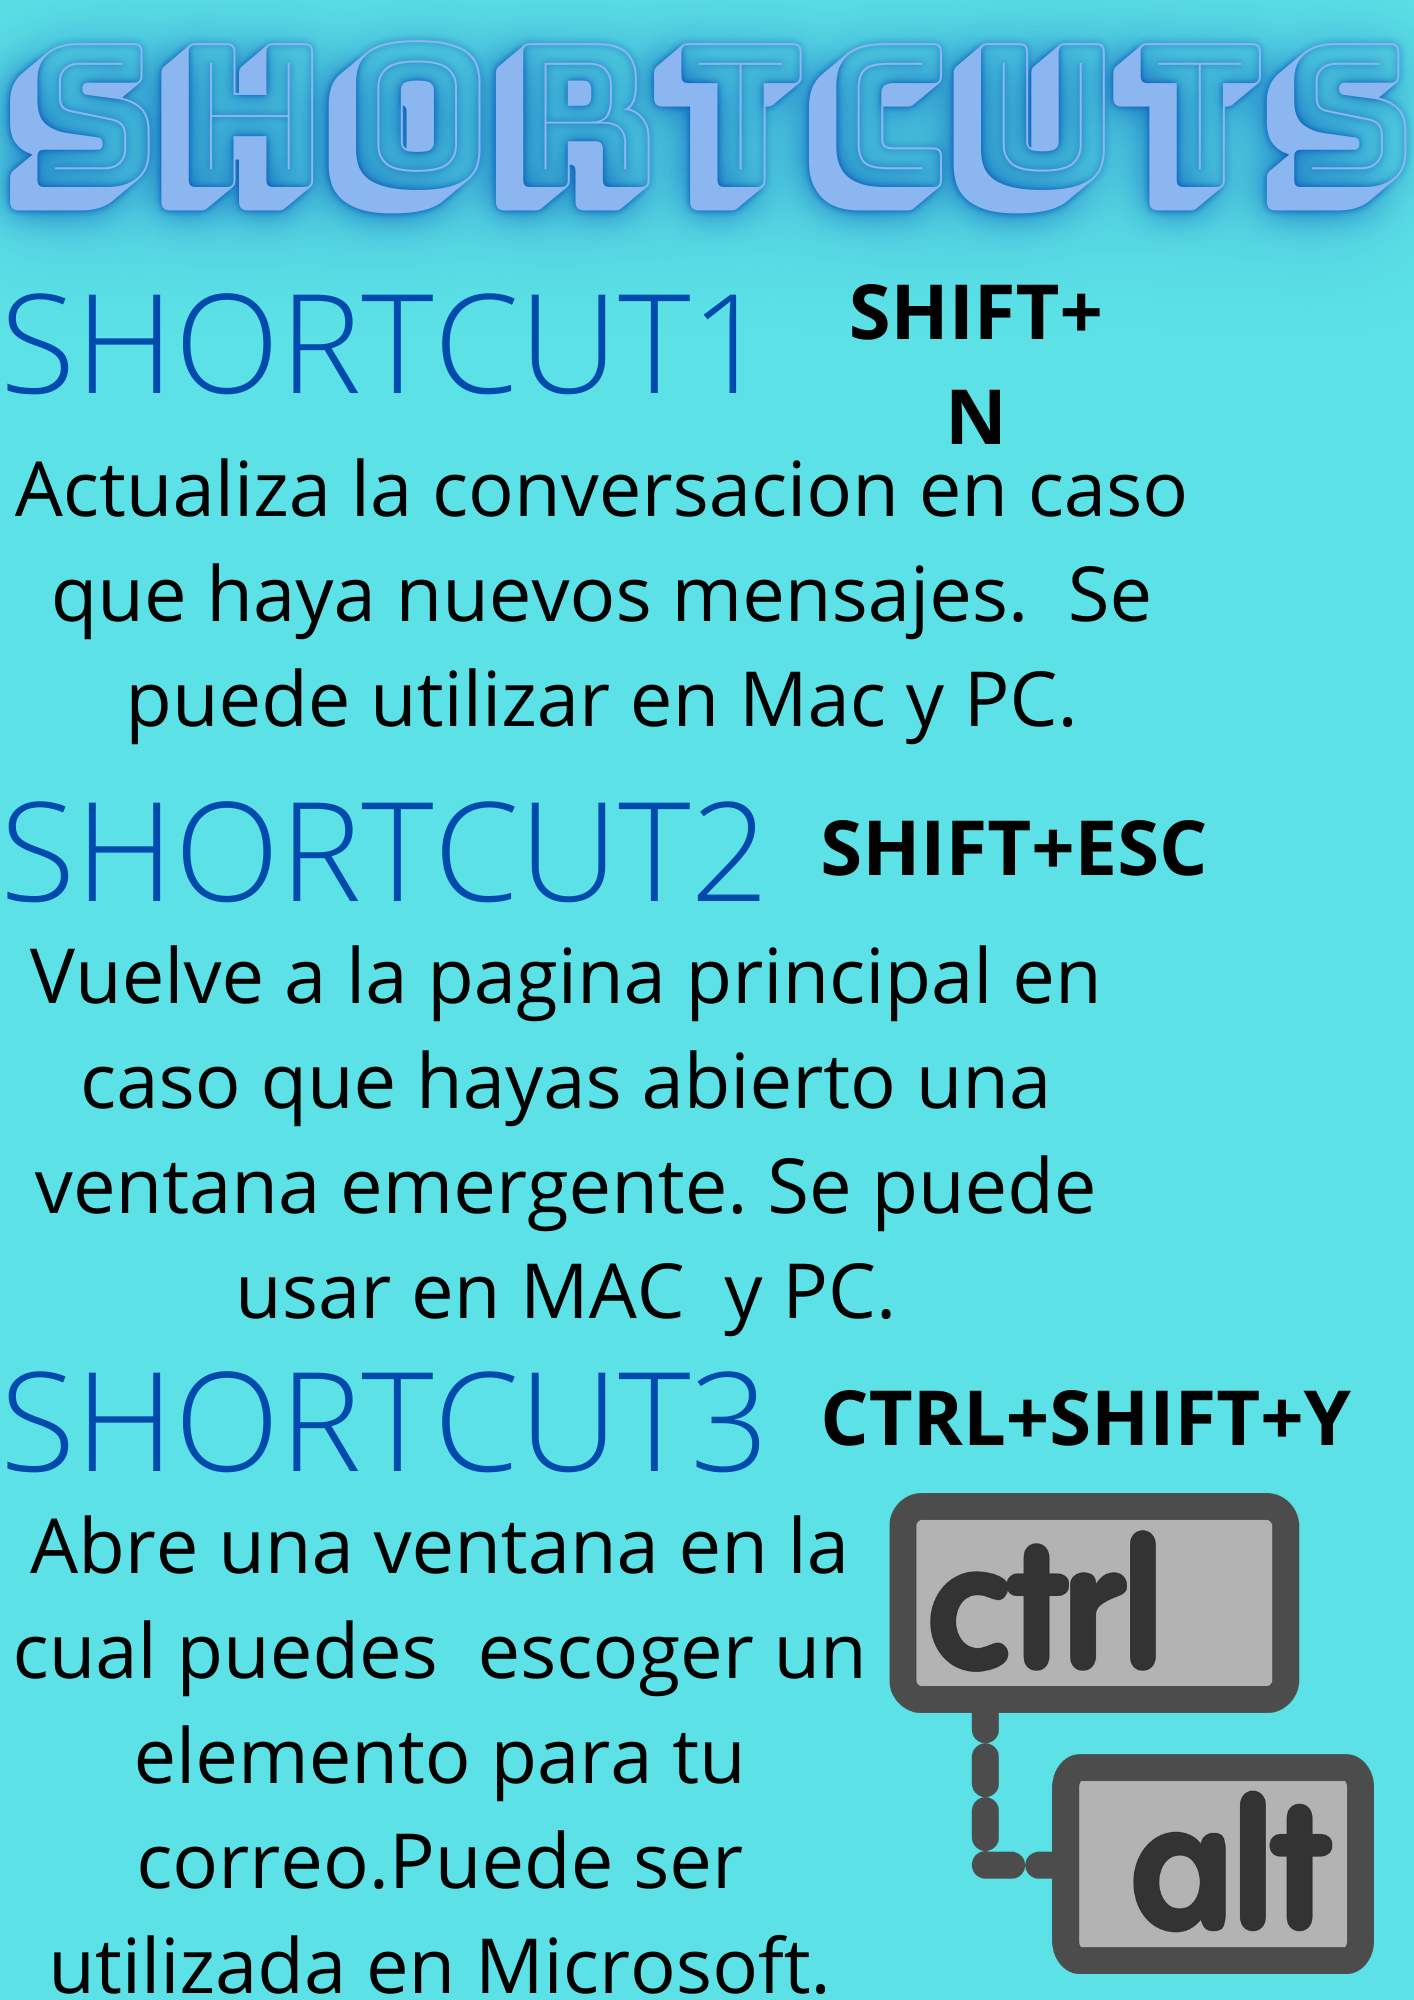 SHORTCUTS
SHORTCUT1
SHIFT+
N
Actualiza la conversacion en caso
que haya nuevos mensajes.  Se
puede utilizar en Mac y PC.
SHORTCUT2
SHIFT+ESC
Vuelve a la pagina principal en
caso que hayas abierto una
ventana emergente. Se puede
usar en MAC  y PC.
SHORTCUT3
CTRL+SHIFT+Y
Abre una ventana en la
cual puedes  escoger un
elemento para tu
correo.Puede ser
utilizada en Microsoft.
ctrl
alt